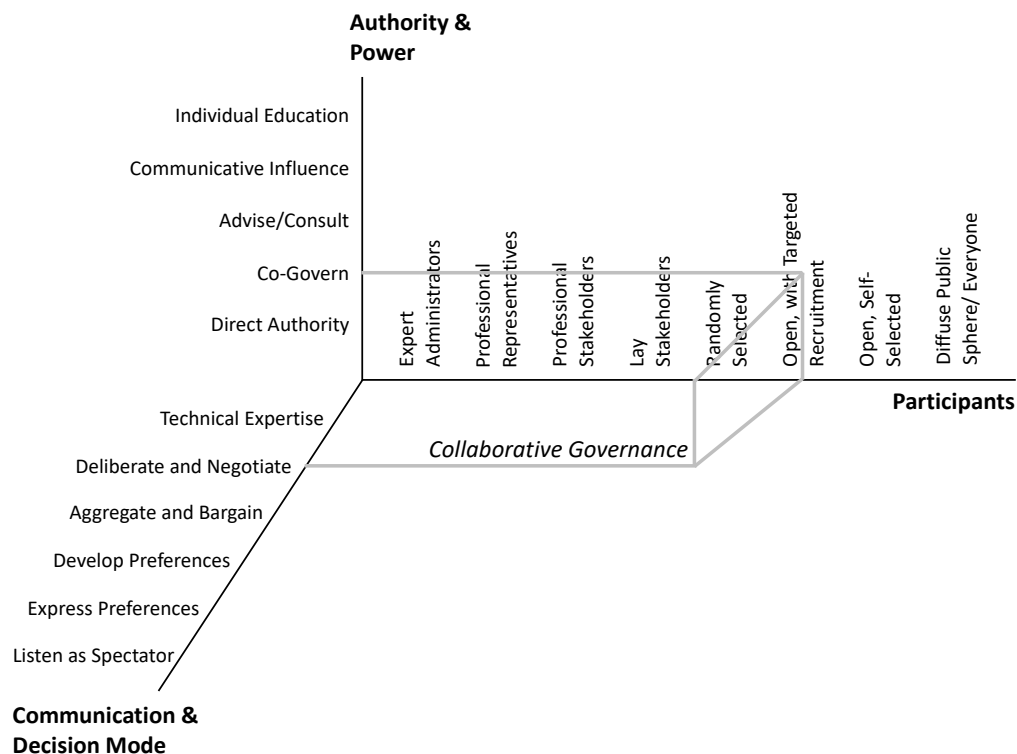 Authority &
Power
Individual Education
Communicative Influence
Advise/Consult
Co-Govern
Direct Authority
Expert
Administrators
Professional
Representatives
Professional
Stakeholders
Lay
Stakeholders
Randomly
Selected
Open, with Targeted
Recruitment
Open, Self-
Selected
Diffuse Public
Sphere/ Everyone
Participants
Technical Expertise
Deliberate and Negotiate
Collaborative Governance
Aggregate and Bargain
Develop Preferences
Express Preferences
Listen as Spectator
Communication &
Decision Mode